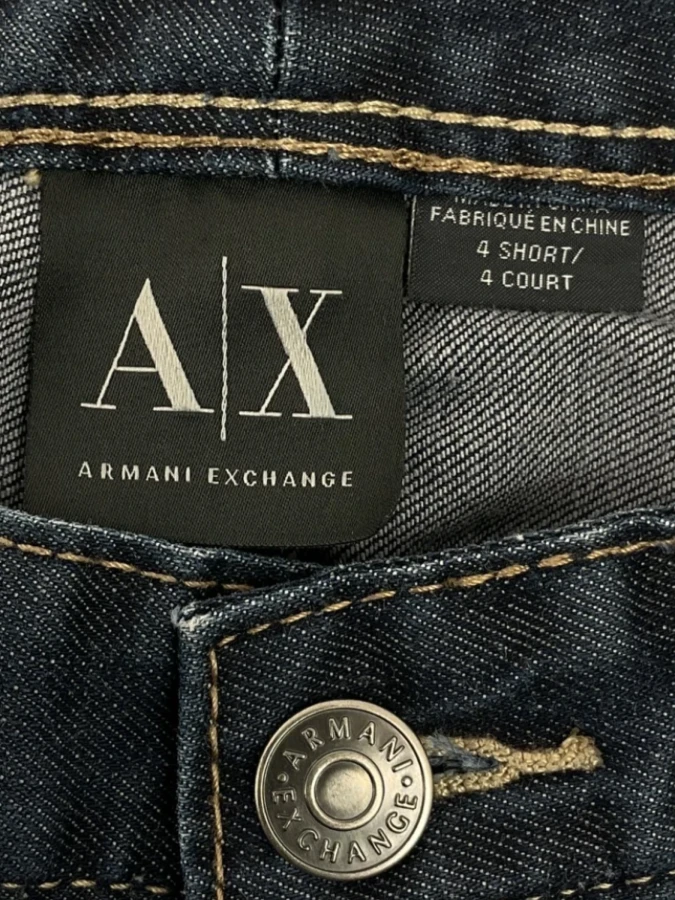 A|X
ARMANI EXCHANGE
FABRIQUÉ EN CHINE
4 SHORT/
4 COURT
ARMANI
EXCHANGE